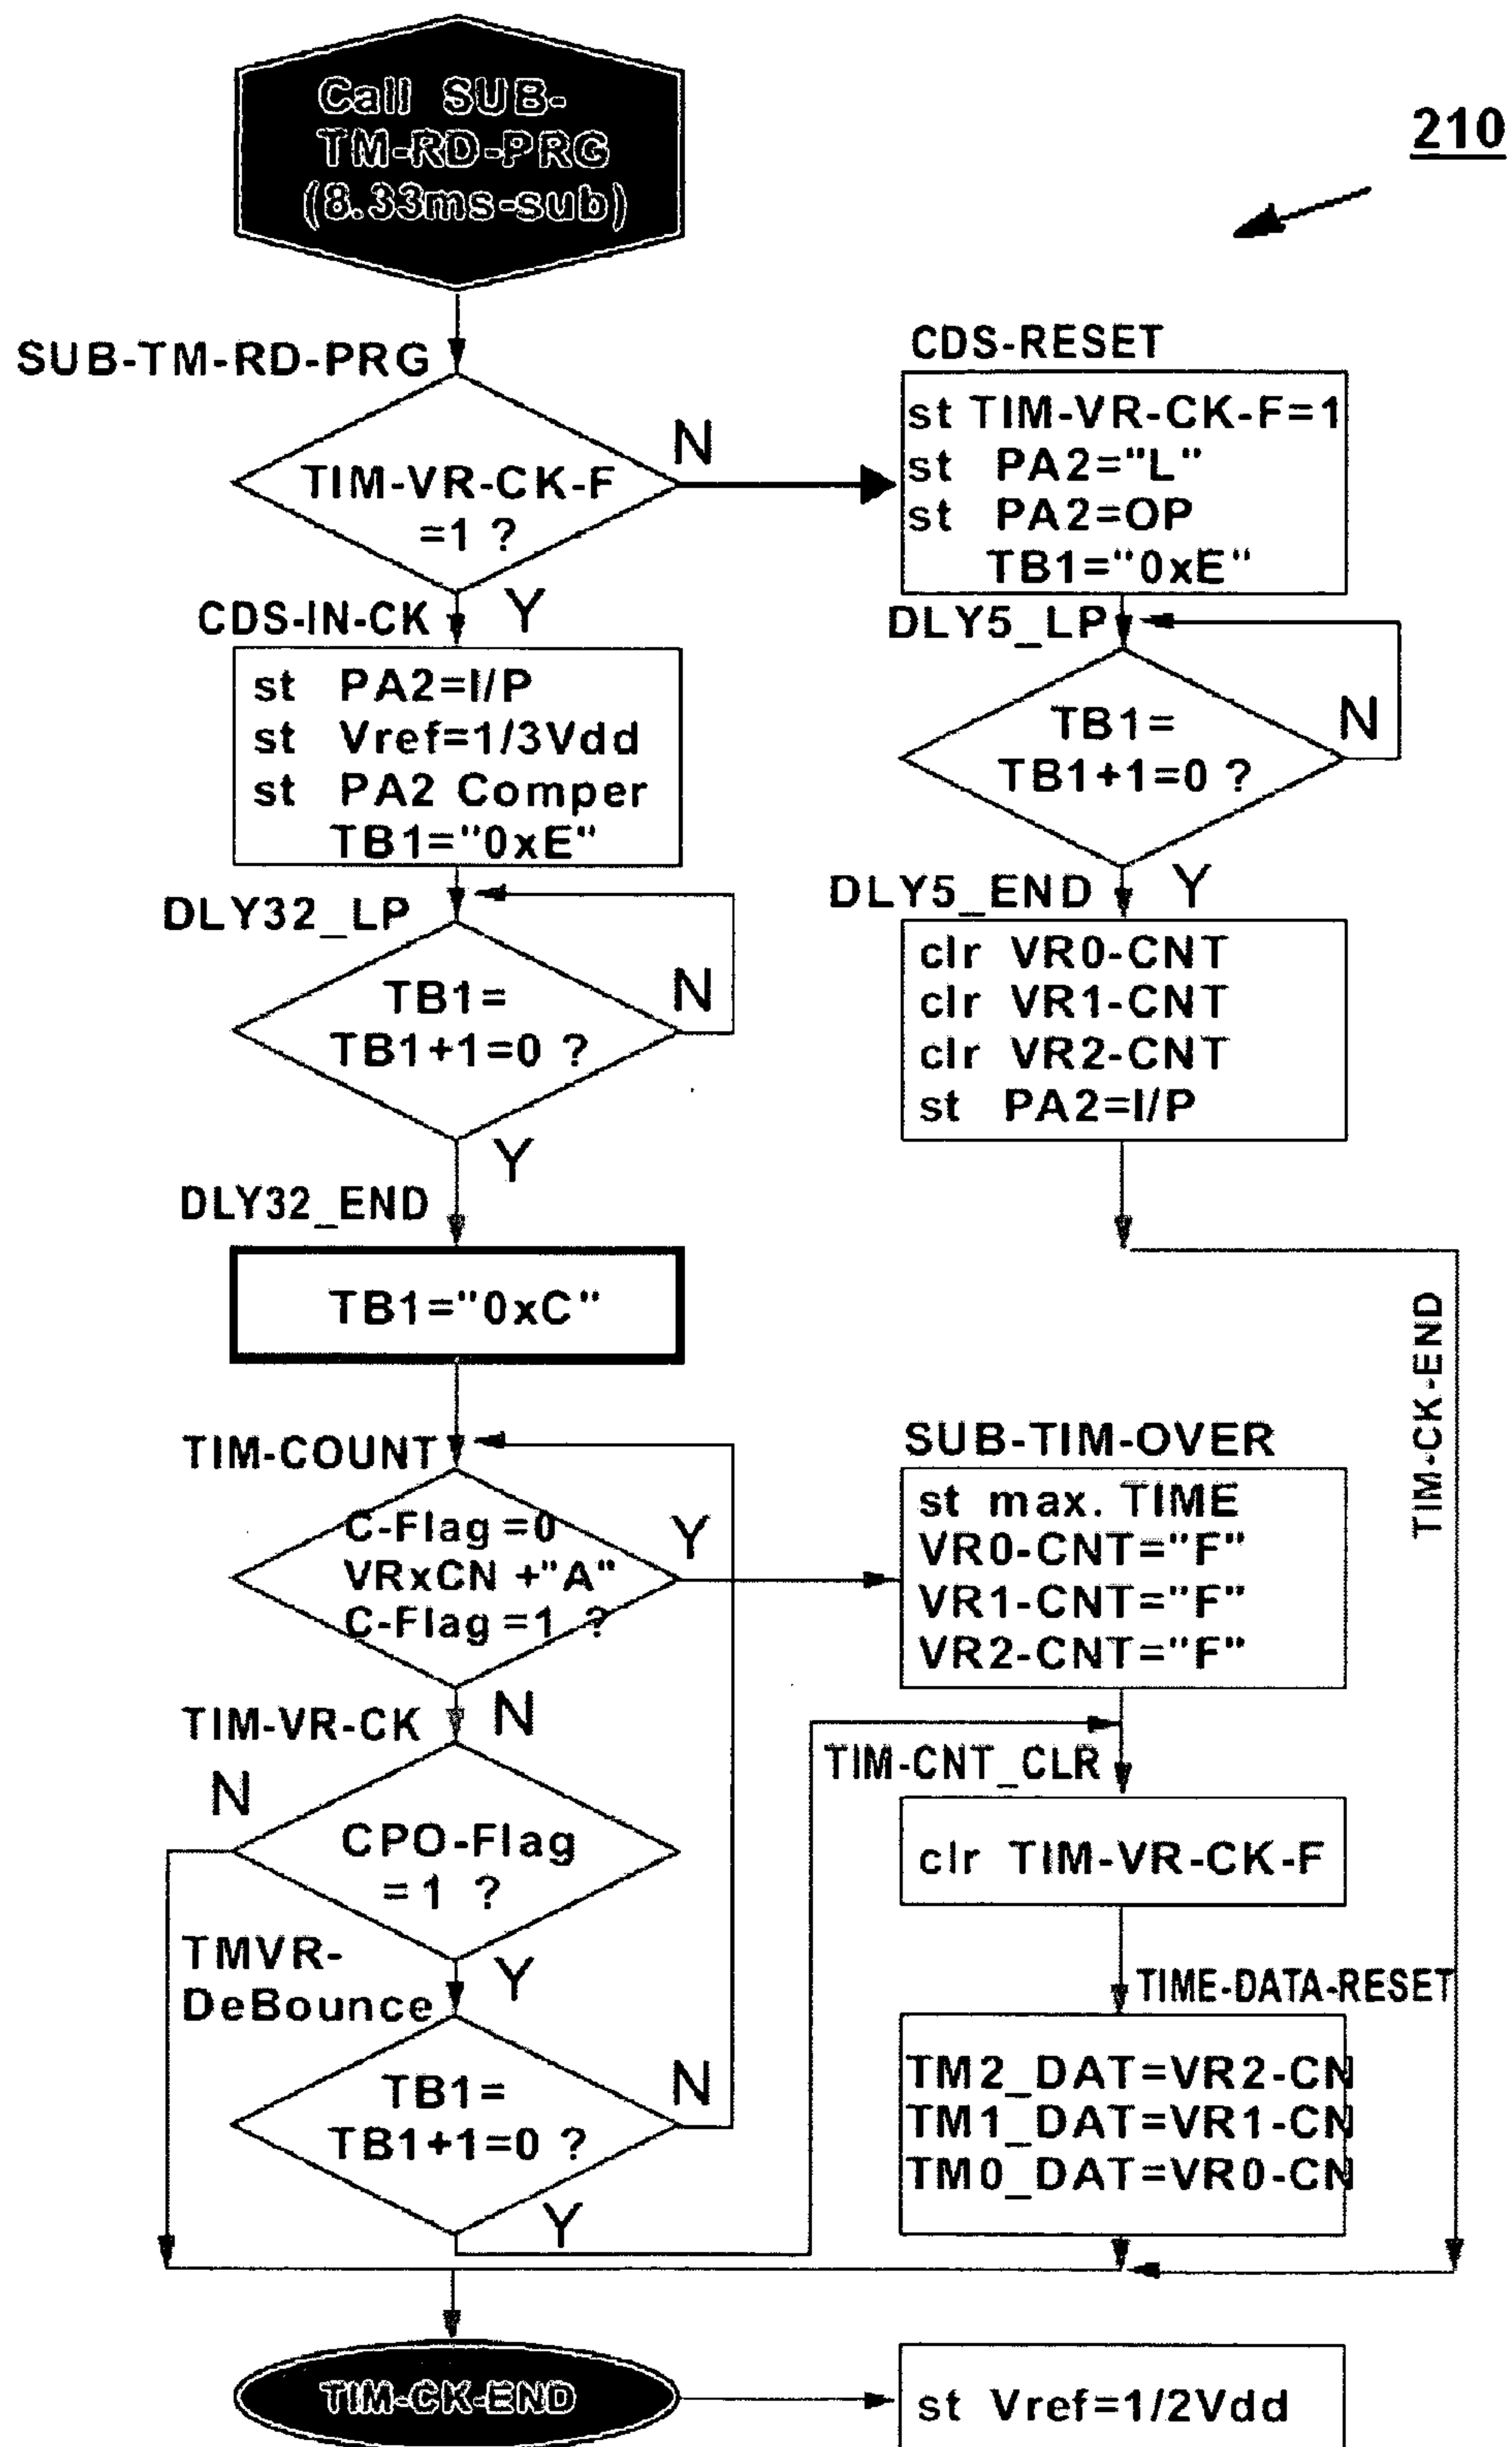 Call SUB-
TM-RD-PRG
(8.33ms-sub)
210
SUB-TM-RD-PRG
TIM-VR-CK-F
=1 ?
N
Y
CDS-RESET
st TIM-VR-CK-F=1
st PA2="L"
st PA2=OP
TB1="0xE"
CDS-IN-CK
st PA2=I/P
st Vref=1/3Vdd
st PA2 Comper
TB1="0xE"
DLY5_LP
TB1=
TB1+1=0 ?
N
Y
DLY32_LP
TB1=
TB1+1=0 ?
N
Y
DLY5_END
clr VR0-CNT
clr VR1-CNT
clr VR2-CNT
st PA2=I/P
DLY32_END
TB1="0xC"
TIM-CK-END
TIM-COUNT
C-Flag=0
VRxCN +"A"
C-Flag=1 ?
Y
N
SUB-TIM-OVER
st max. TIME
VR0-CNT="F"
VR1-CNT="F"
VR2-CNT="F"
TIM-VR-CK
N
CPO-Flag
=1 ?
Y
TIM-CNT_CLR
clr TIM-VR-CK-F
TMVR-
DeBounce
TB1=
TB1+1=0 ?
N
Y
TIME-DATA-RESET
TM2_DAT=VR2-CN
TM1_DAT=VR1-CN
TM0_DAT=VR0-CN
TIM-CK-END
st Vref=1/2Vdd